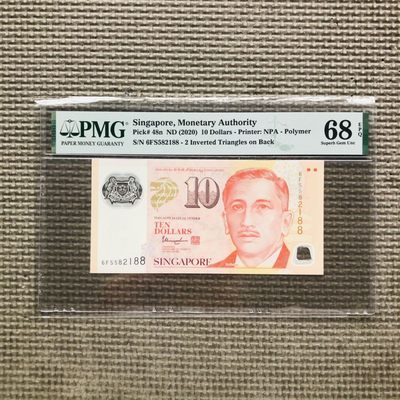 PMG
PAPER MONEY GUARANTY
Singapore, Monetary Authority
Pick# 48n ND (2020) 10 Dollars - Printer: NPA - Polymer
S/N 6FS582188 - 2 Inverted Triangles on Back
68 EPQ
Superb Gem Unc
10
6FS582188
TEN
DOLLARS
6FS582188
SINGAPORE